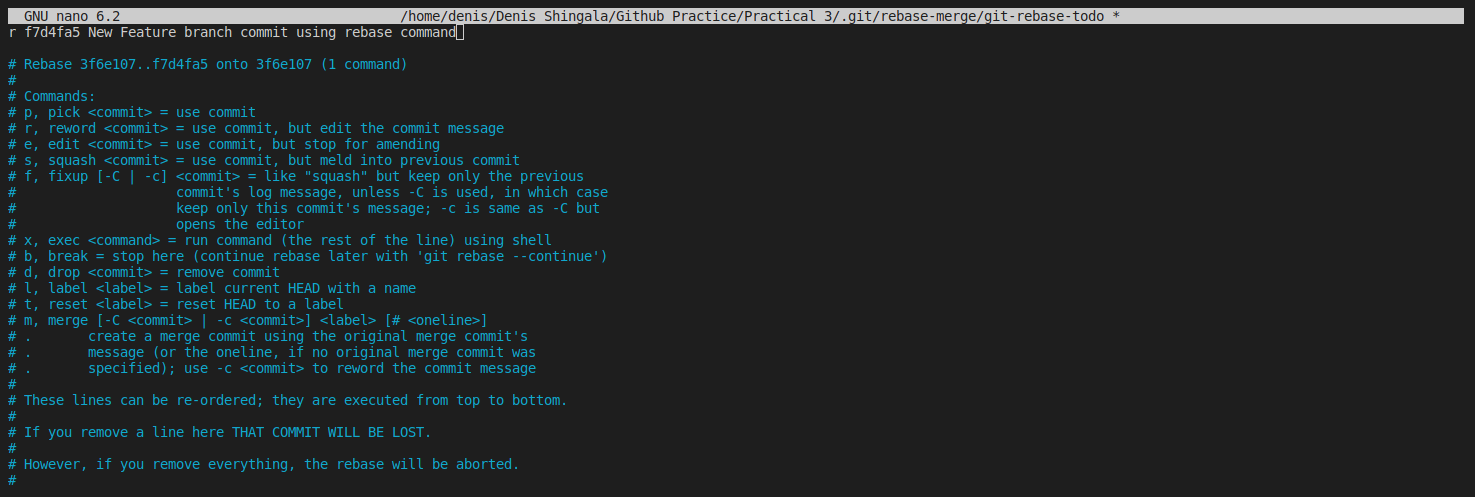 GNU nano 6.2 /home/denis/Denis Shingala/Github Practice/Practical 3/.git/rebase-merge/git-rebase-todo *
r f7d4fa5 New Feature branch commit using rebase command

# Rebase 3f6e107..f7d4fa5 onto 3f6e107 (1 command)
#
# Commands:
# p, pick <commit> = use commit
# r, reword <commit> = use commit, but edit the commit message
# e, edit <commit> = use commit, but stop for amending
# s, squash <commit> = use commit, but meld into previous commit
# f, fixup [-C | -c] <commit> = like "squash" but keep only the previous
#                    commit's log message, unless -C is used, in which case
#                    keep only this commit's message; -c is same as -C but
#                    opens the editor
# x, exec <command> = run command (the rest of the line) using shell
# b, break = stop here (continue rebase later with 'git rebase --continue')
# d, drop <commit> = remove commit
# l, label <label> = label current HEAD with a name
# t, reset <label> = reset HEAD to a label
# m, merge [-C <commit> | -c <commit>] <label> [# <oneline>]
# .       create a merge commit using the original merge commit's
# .       message (or the oneline, if no original merge commit was
# .       specified); use -c <commit> to reword the commit message
#
# These lines can be re-ordered; they are executed from top to bottom.
#
# If you remove a line here THAT COMMIT WILL BE LOST.
#
# However, if you remove everything, the rebase will be aborted.
#